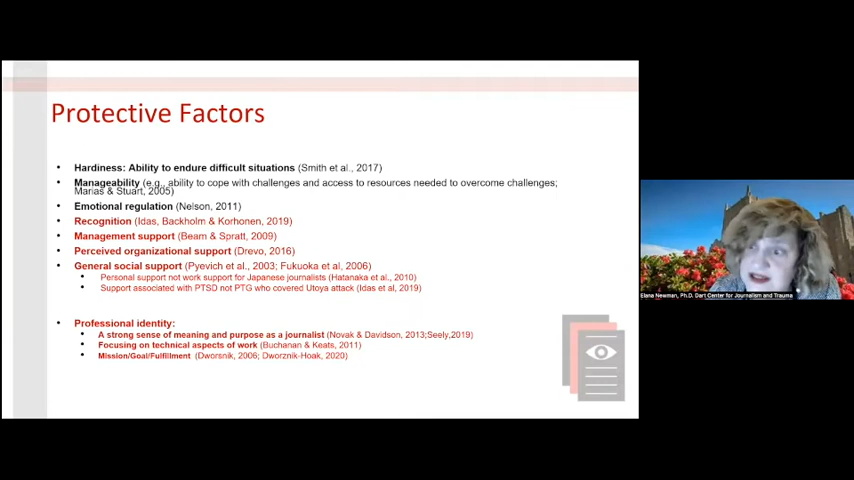 Protective Factors
• Hardiness: Ability to endure difficult situations (Smith et al., 2017)
• Manageability (e.g., ability to cope with challenges and access to resources needed to overcome challenges;
Marias & Stuart, 2005)
• Emotional regulation (Nelson, 2011)
• Recognition (Idas, Backholm & Korhonen, 2019)
• Management support (Beam & Spratt, 2009)
• Perceived organizational support (Drevo, 2016)
• General social support (Pyevich et al., 2003; Fukuoka et al, 2006)
• Personal support not work support for Japanese journalists (Hatanaka et al., 2010)
• Support associated with PTSD not PTG who covered Utoya attack (Idas et al, 2019)
• Professional identity:
• A strong sense of meaning and purpose as a journalist (Novak & Davidson, 2013;Seely,2019)
• Focusing on technical aspects of work (Buchanan & Keats, 2011)
• Mission/Goal/Fulfillment (Dworsnik, 2006; Dworznik-Hoak, 2020)
Elana Newman, Ph.D. Dart Center for Journalism and Trauma